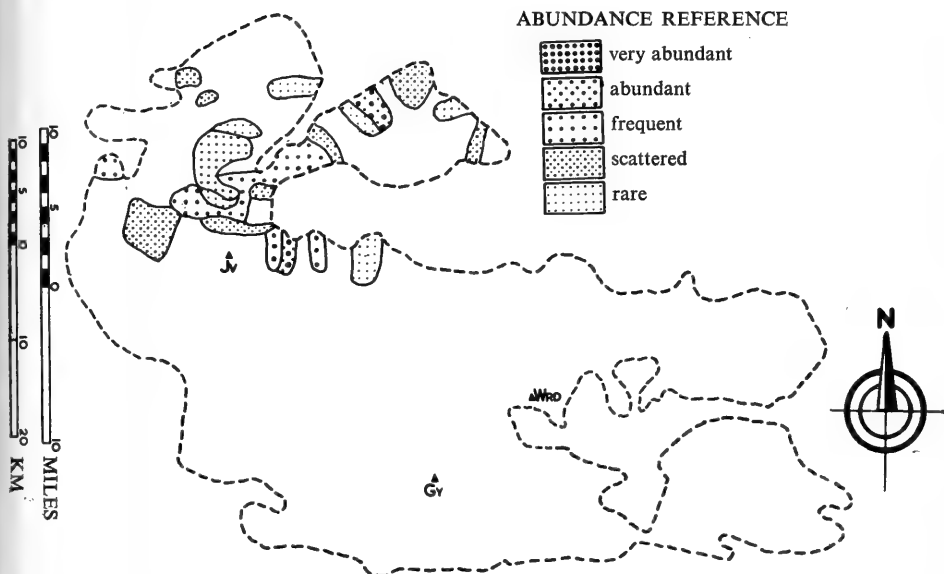 ABUNDANCE REFERENCE
very abundant
abundant
frequent
scattered
rare
N
JV
WRD
GY
10
5
0
10
20
KM
10
5
0
10
MILES